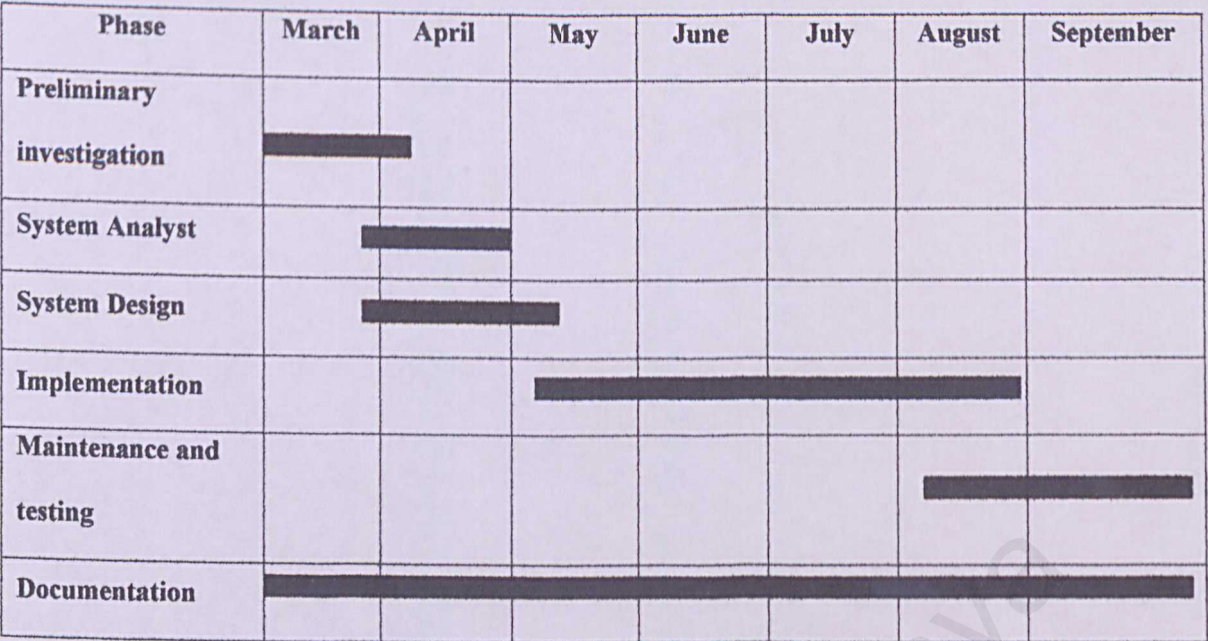 Phase March April May June July August September
Preliminary
investigation
System Analyst
System Design
Implementation
Maintenance and
testing
Documentation